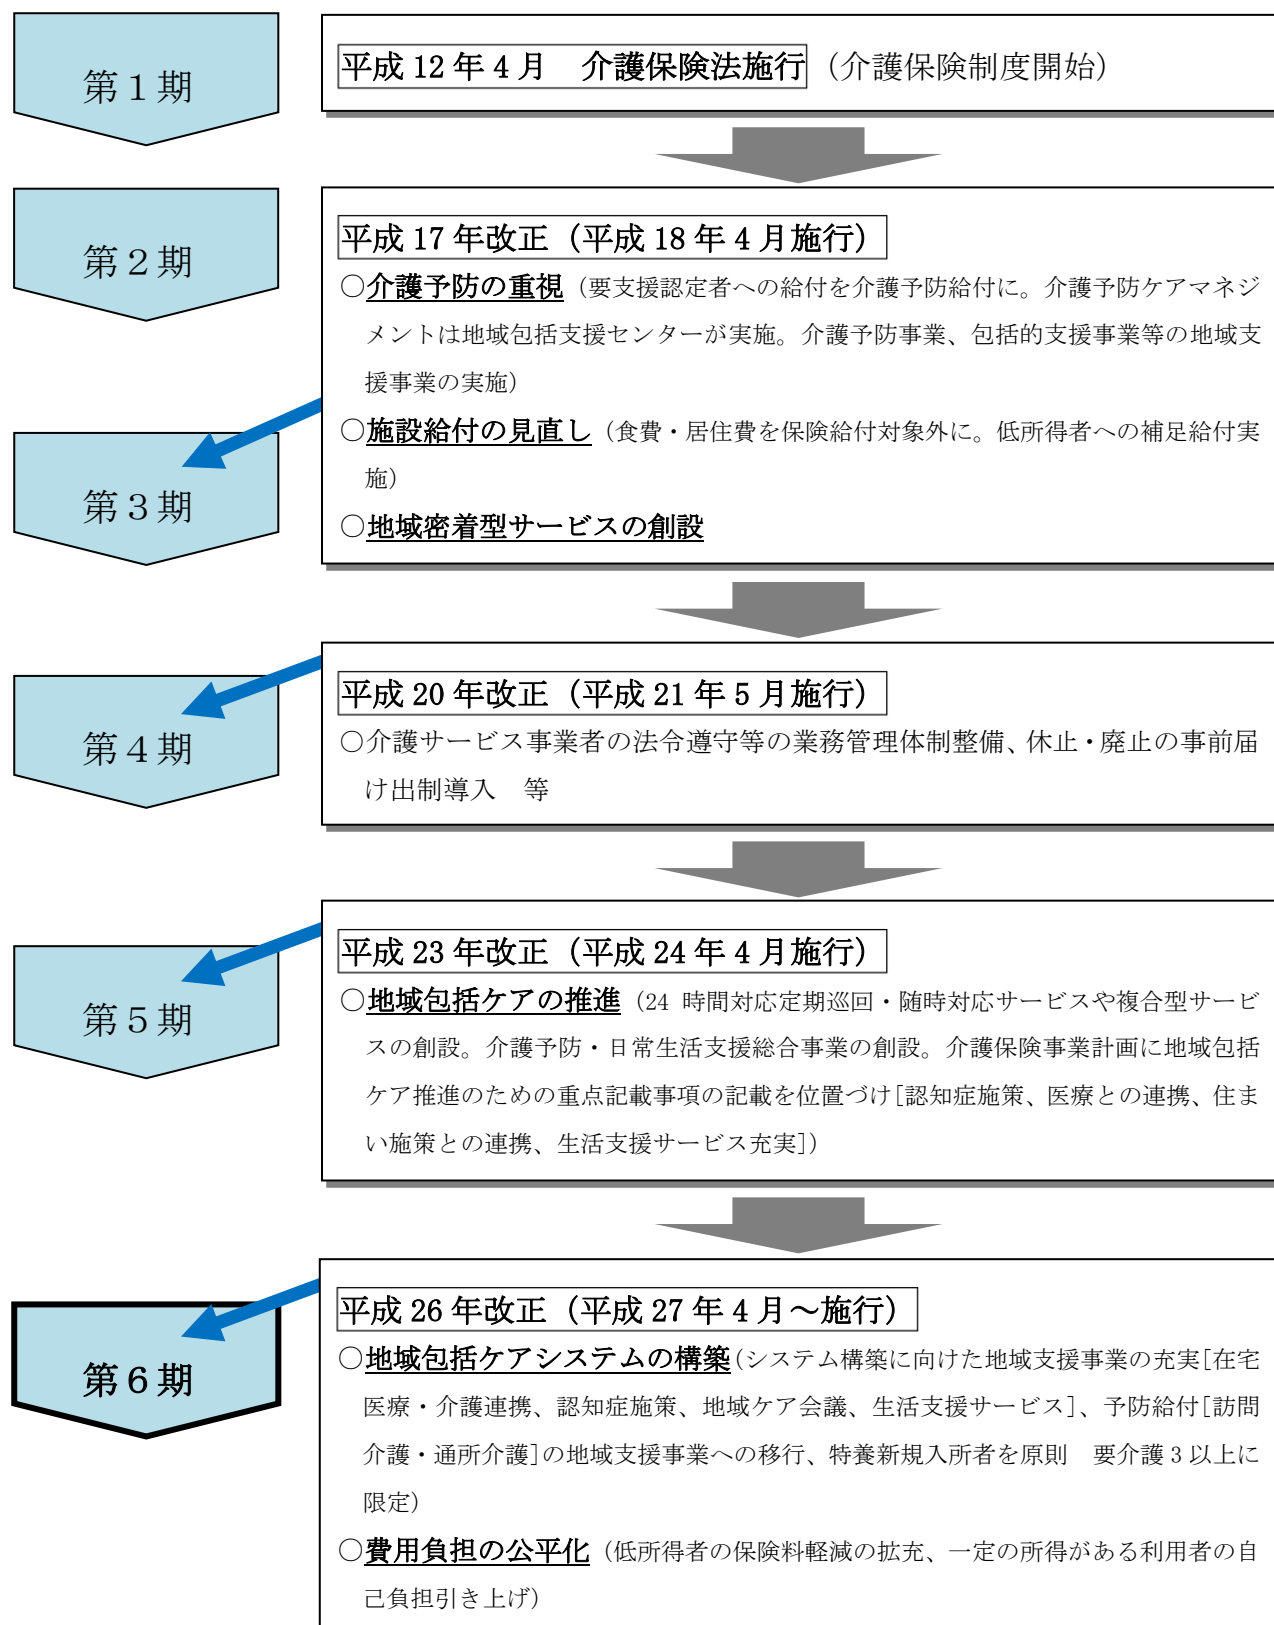 第１期
平成 12 年 4 月　介護保険法施行（介護保険制度開始）
第２期
平成 17 年改正（平成 18 年 4 月施行）
○介護予防の重視（要支援認定者への給付を介護予防給付に。介護予防ケアマネジ
メントは地域包括支援センターが実施。介護予防事業、包括的支援事業等の地域支
援事業の実施）
○施設給付の見直し（食費・居住費を保険給付対象外に。低所得者への補足給付実
施）
○地域密着型サービスの創設
第３期
平成 20 年改正（平成 21 年 5 月施行）
○介護サービス事業者の法令遵守等の業務管理体制整備、休止・廃止の事前届
け出制導入　等
第４期
平成 23 年改正（平成 24 年 4 月施行）
○地域包括ケアの推進（24 時間対応定期巡回・随時対応サービスや複合型サービ
スの創設。介護予防・日常生活支援総合事業の創設。介護保険事業計画に地域包括
ケア推進のための重点記載事項の記載を位置づけ[認知症施策、医療との連携、住ま
い施策との連携、生活支援サービス充実]）
第５期
平成 26 年改正（平成 27 年 4 月～施行）
○地域包括ケアシステムの構築(システム構築に向けた地域支援事業の充実[在宅
医療・介護連携、認知症施策、地域ケア会議、生活支援サービス]、予防給付[訪問
介護・通所介護]の地域支援事業への移行、特養新規入所者を原則　要介護 3 以上に
限定）
○費用負担の公平化（低所得者の保険料軽減の拡充、一定の所得がある利用者の自
己負担引き上げ）
第６期